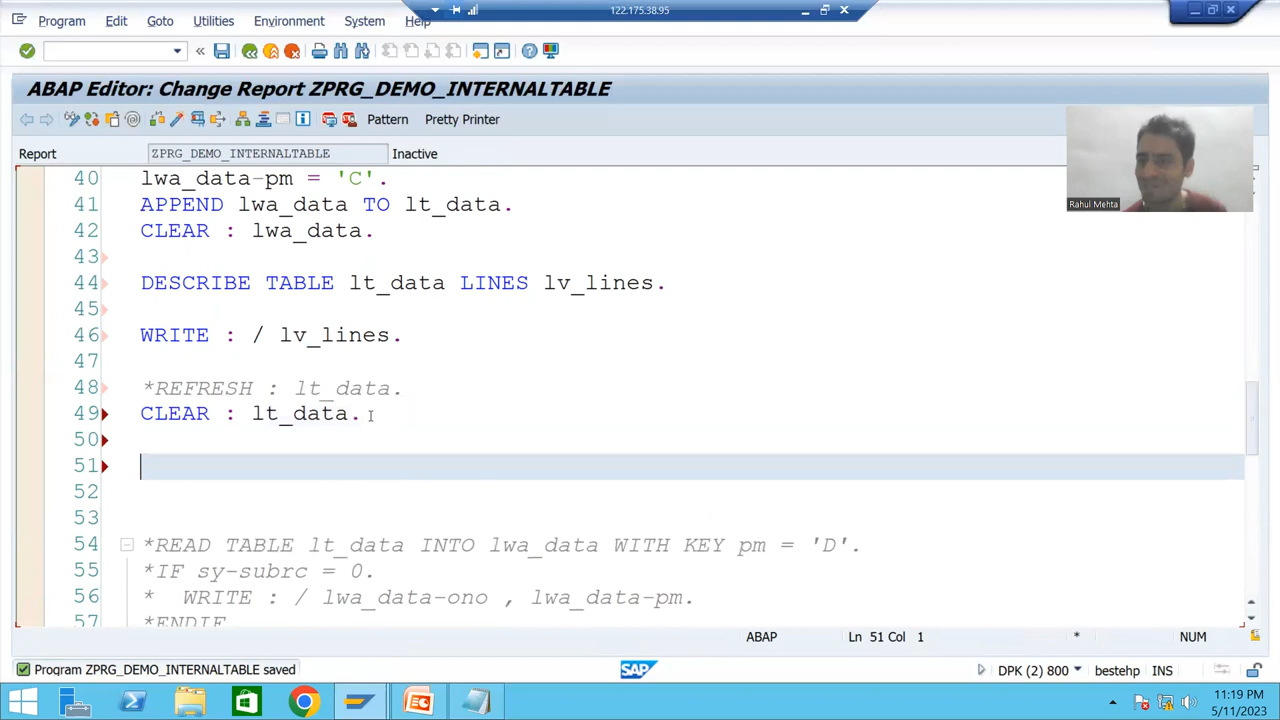 Program Edit Goto Utilities Environment System Help
122.175.38.95
ABAP Editor: Change Report ZPRG_DEMO_INTERNALTABLE
Pattern Pretty Printer
Report ZPRG_DEMO_INTERNALTABLE Inactive
Rahul Mehta
40 lwa_data-pm = 'C'.
41 APPEND lwa_data TO lt_data.
42 CLEAR : lwa_data.
43
44 DESCRIBE TABLE lt_data LINES lv_lines.
45
46 WRITE : / lv_lines.
47
48 *REFRESH : lt_data.
49 CLEAR : lt_data.
50
51
52
53
54 *READ TABLE lt_data INTO lwa_data WITH KEY pm = 'D'.
55 *IF sy-subrc = 0.
56 * WRITE : / lwa_data-ono , lwa_data-pm.
57 *ENDIF
ABAP Ln 51 Col 1 * NUM
Program ZPRG_DEMO_INTERNALTABLE saved
SAP
DPK (2) 800 bestehp INS
11:19 PM
5/11/2023